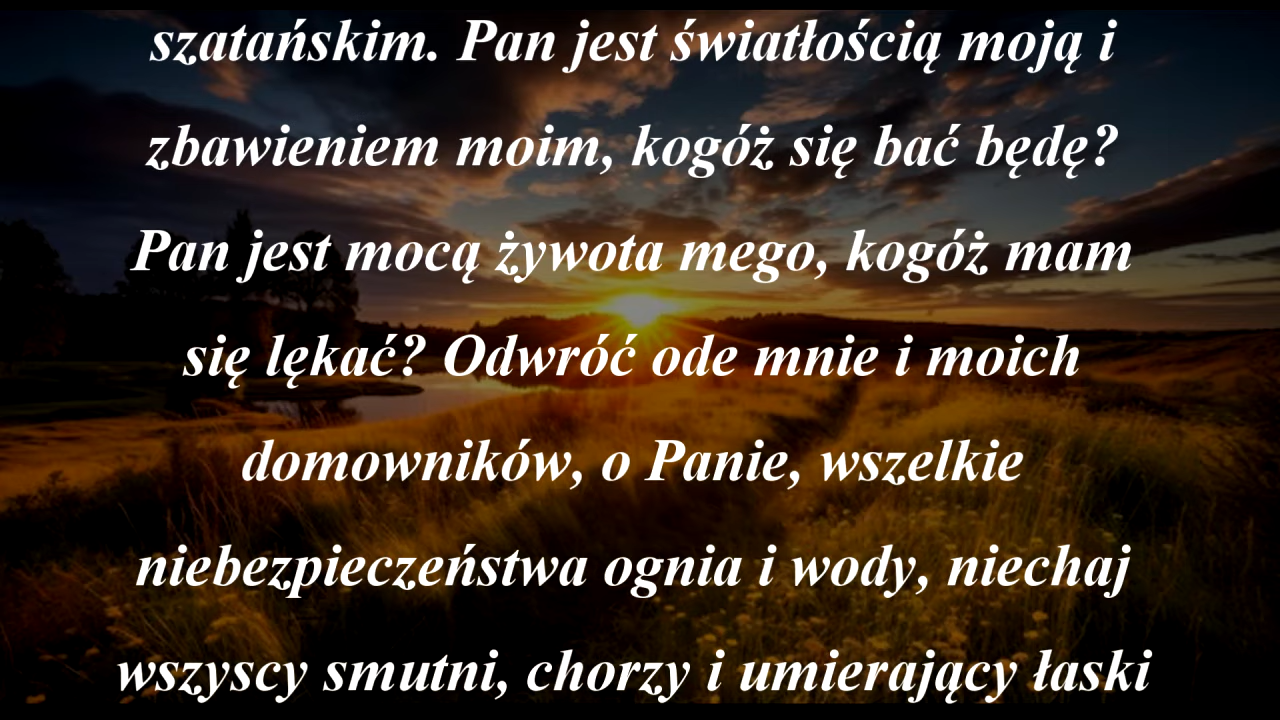 szatańskim. Pan jest światłością moją i
zbawieniem moim, kogóż się bać będę?
Pan jest mocą żywota mego, kogóż mam
się lękać? Odwróć ode mnie i moich
domowników, o Panie, wszelkie
niebezpieczeństwa ognia i wody, niechaj
wszyscy smutni, chorzy i umierający łaski